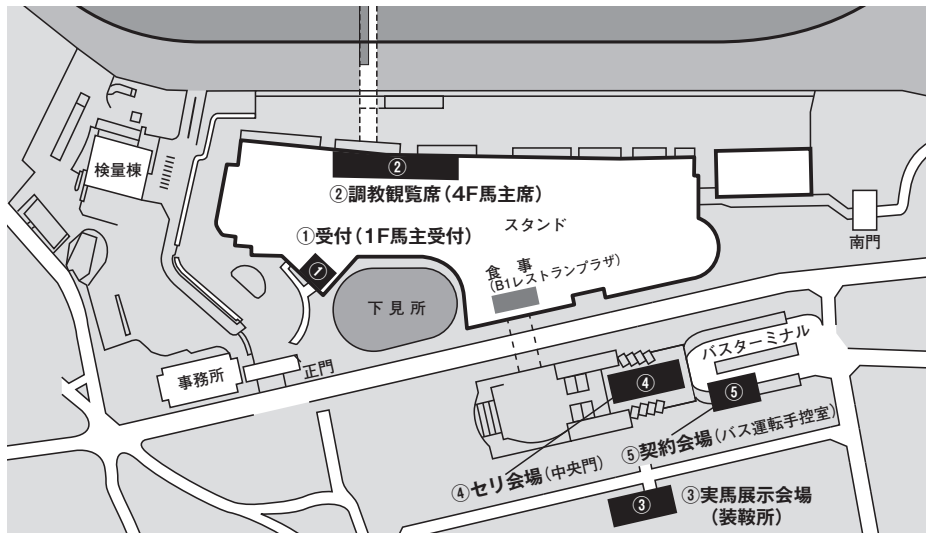 検量棟
②
②調教観覧席(4F馬主席)
スタンド
①受付(1F馬主受付)
①
南門
食事
(B1レストランプラザ)
下見所
バスターミナル
正門
事務所
④
⑤
⑤契約会場(バス運転手控室)
④セリ会場(中央門)
③
③実馬展示会場
(装鞍所)